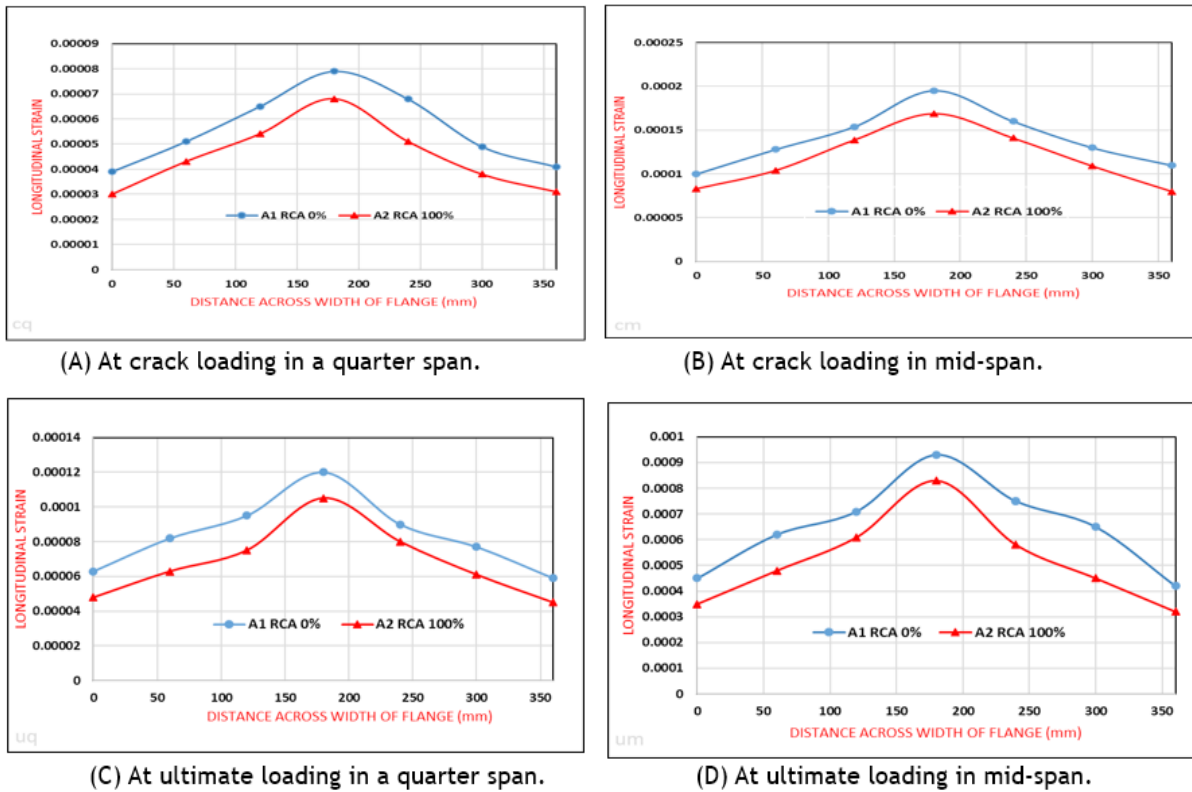 0.00009
0.00008
0.00007
0.00006
0.00005
0.00004
0.00003
0.00002
0.00001
0
LONGITUDINAL STRAIN
A1 RCA 0% A2 RCA 100%
0 50 100 150 200 250 300 350
DISTANCE ACROSS WIDTH OF FLANGE (mm)
cq
(A) At crack loading in a quarter span.
0.00025
0.0002
0.00015
0.0001
0.00005
0
LONGITUDINAL STRAIN
A1 RCA 0% A2 RCA 100%
0 50 100 150 200 250 300 350
DISTANCE ACROSS WIDTH OF FLANGE (mm)
cm
(B) At crack loading in mid-span.
0.00014
0.00012
0.0001
0.00008
0.00006
0.00004
0.00002
0
LONGITUDINAL STRAIN
A1 RCA 0% A2 RCA 100%
0 50 100 150 200 250 300 350
DISTANCE ACROSS WIDTH OF FLANGE (mm)
uq
(C) At ultimate loading in a quarter span.
0.001
0.0009
0.0008
0.0007
0.0006
0.0005
0.0004
0.0003
0.0002
0.0001
0
LONGITUDINAL STRAIN
A1 RCA 0% A2 RCA 100%
0 50 100 150 200 250 300 350
DISTANCE ACROSS WIDTH OF FLANGE (mm)
um
(D) At ultimate loading in mid-span.